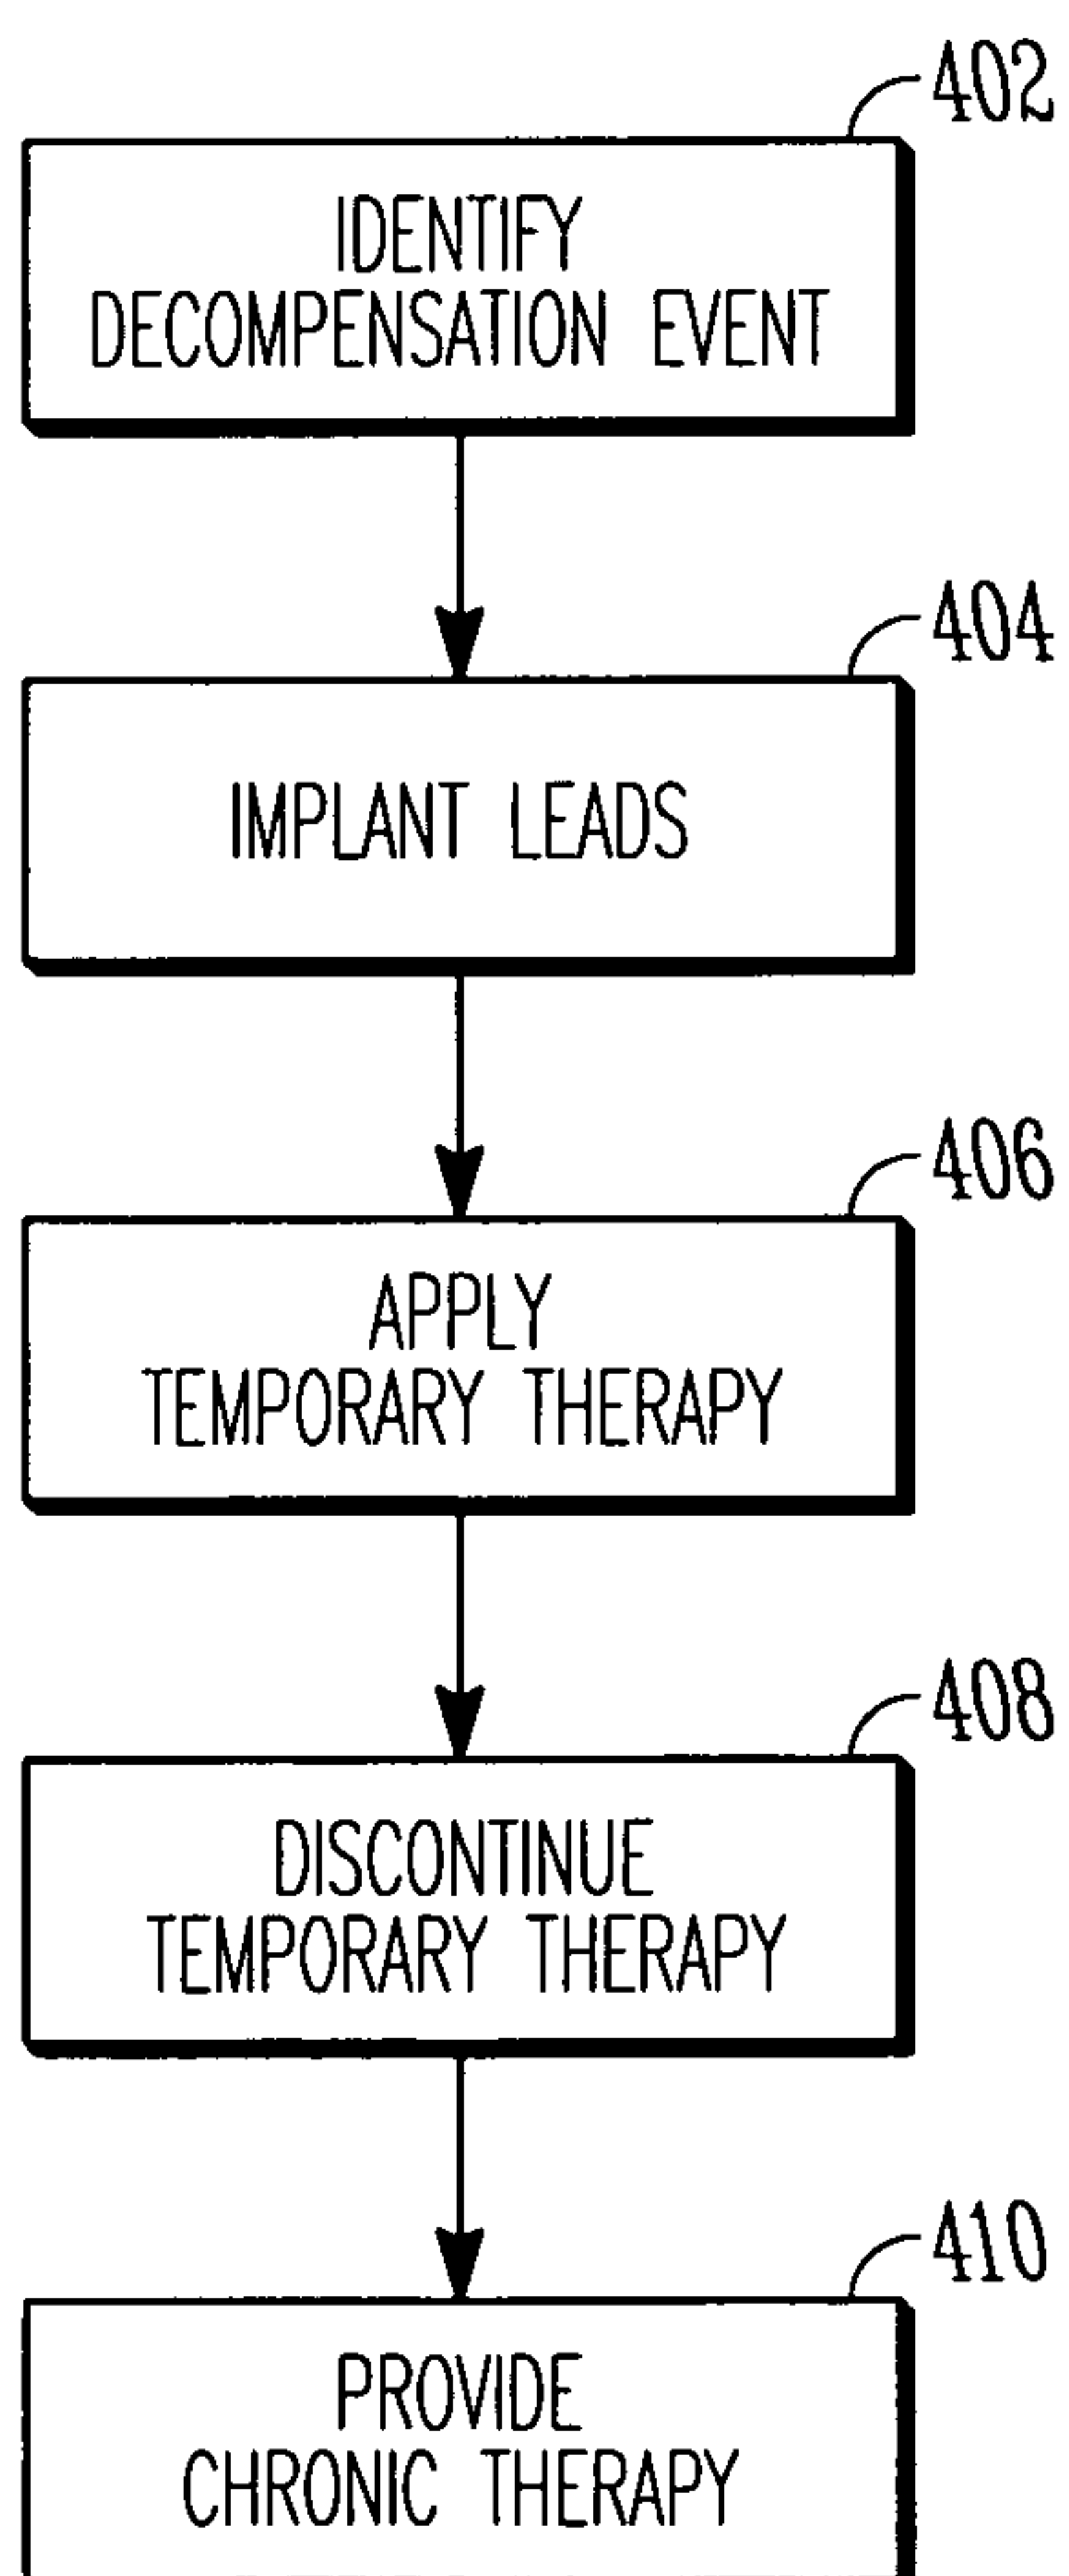 402
IDENTIFY
DECOMPENSATION EVENT
404
IMPLANT LEADS
406
APPLY
TEMPORARY THERAPY
408
DISCONTINUE
TEMPORARY THERAPY
410
PROVIDE
CHRONIC THERAPY